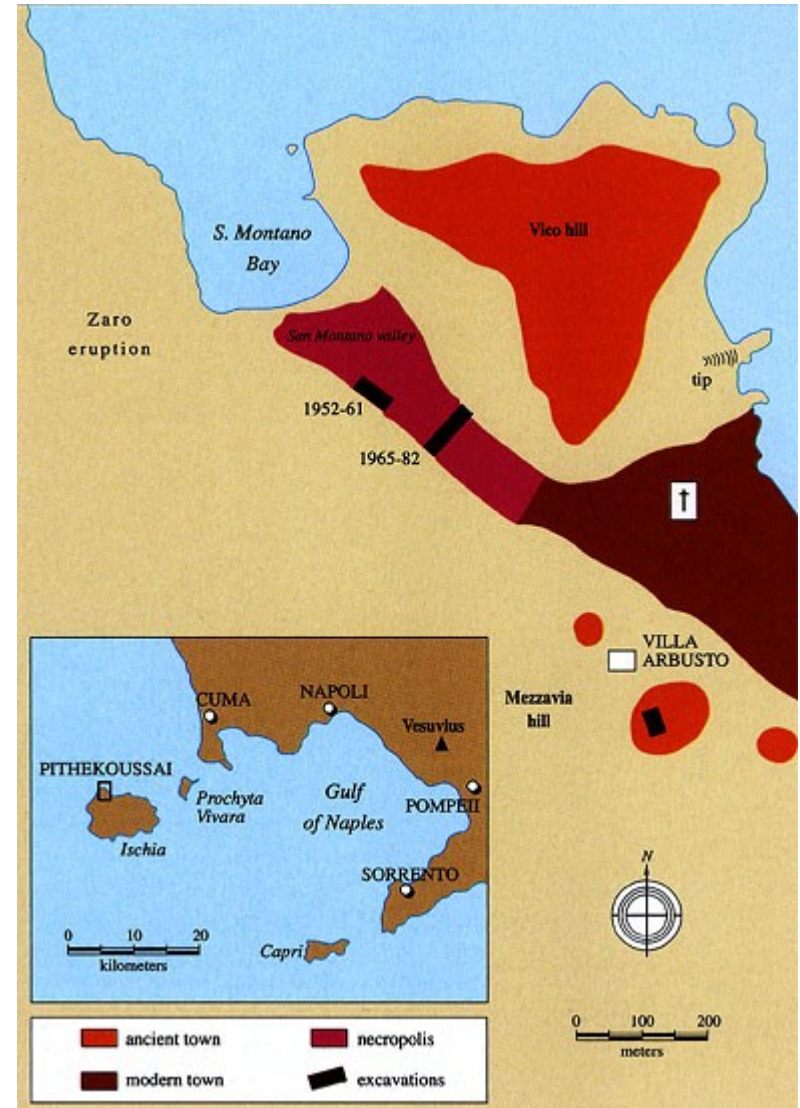 S. Montano
Bay
Vico hill
Zaro
eruption
San Montano valley
tip
1952-61
1965-82
†
VILLA
ARBUSTO
Mezzavia
hill
CUMA
NAPOLI
Vesuvius
PITHEKOUSSAI
Prochyta
Vivara
Gulf
of Naples
POMPEII
Ischia
SORRENTO
Capri
0 10 20
kilometers
N
0 100 200
meters
ancient town
necropolis
modern town
excavations